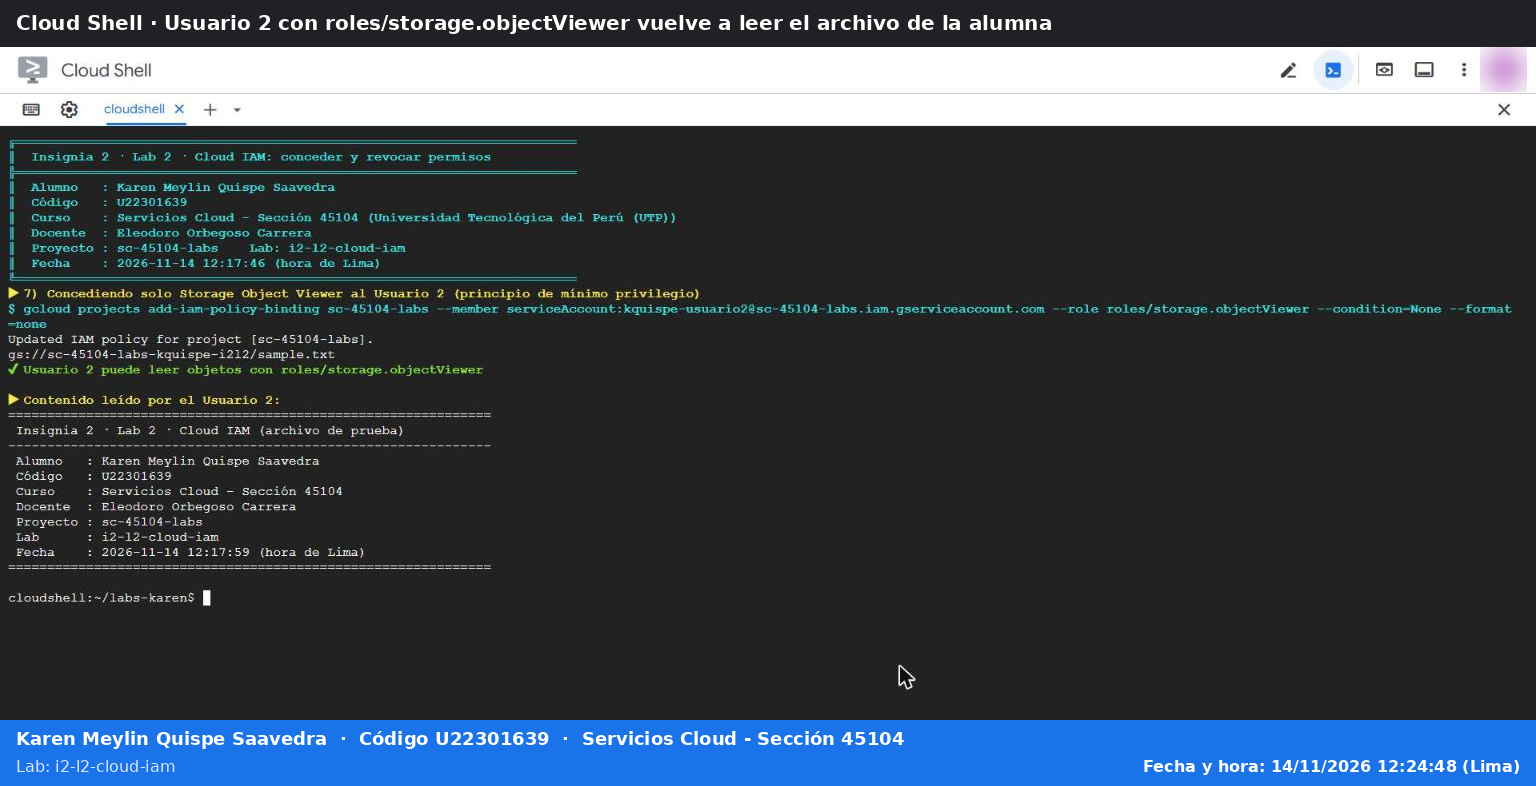 Cloud Shell · Usuario 2 con roles/storage.objectViewer vuelve a leer el archivo de la alumna
Cloud Shell
cloudshell
Insignia 2 · Lab 2 · Cloud IAM: conceder y revocar permisos
Alumno : Karen Meylin Quispe Saavedra
Código : U22301639
Curso : Servicios Cloud - Sección 45104 (Universidad Tecnológica del Perú (UTP))
Docente : Eleodoro Orbegoso Carrera
Proyecto : sc-45104-labs Lab: i2-l2-cloud-iam
Fecha : 2026-11-14 12:17:46 (hora de Lima)
▶ 7) Concediendo solo Storage Object Viewer al Usuario 2 (principio de mínimo privilegio)
$ gcloud projects add-iam-policy-binding sc-45104-labs --member serviceAccount:kquispe-usuario2@sc-45104-labs.iam.gserviceaccount.com --role roles/storage.objectViewer --condition=None --format
=none
Updated IAM policy for project [sc-45104-labs].
gs://sc-45104-labs-kquispe-i2l2/sample.txt
✔ Usuario 2 puede leer objetos con roles/storage.objectViewer
▶ Contenido leído por el Usuario 2:
===============================================================
Insignia 2 · Lab 2 · Cloud IAM (archivo de prueba)
---------------------------------------------------------------
Alumno : Karen Meylin Quispe Saavedra
Código : U22301639
Curso : Servicios Cloud - Sección 45104
Docente : Eleodoro Orbegoso Carrera
Proyecto : sc-45104-labs
Lab : i2-l2-cloud-iam
Fecha : 2026-11-14 12:17:59 (hora de Lima)
===============================================================
cloudshell:~/labs-karen$
Karen Meylin Quispe Saavedra · Código U22301639 · Servicios Cloud - Sección 45104
Lab: i2-l2-cloud-iam
Fecha y hora: 14/11/2026 12:24:48 (Lima)